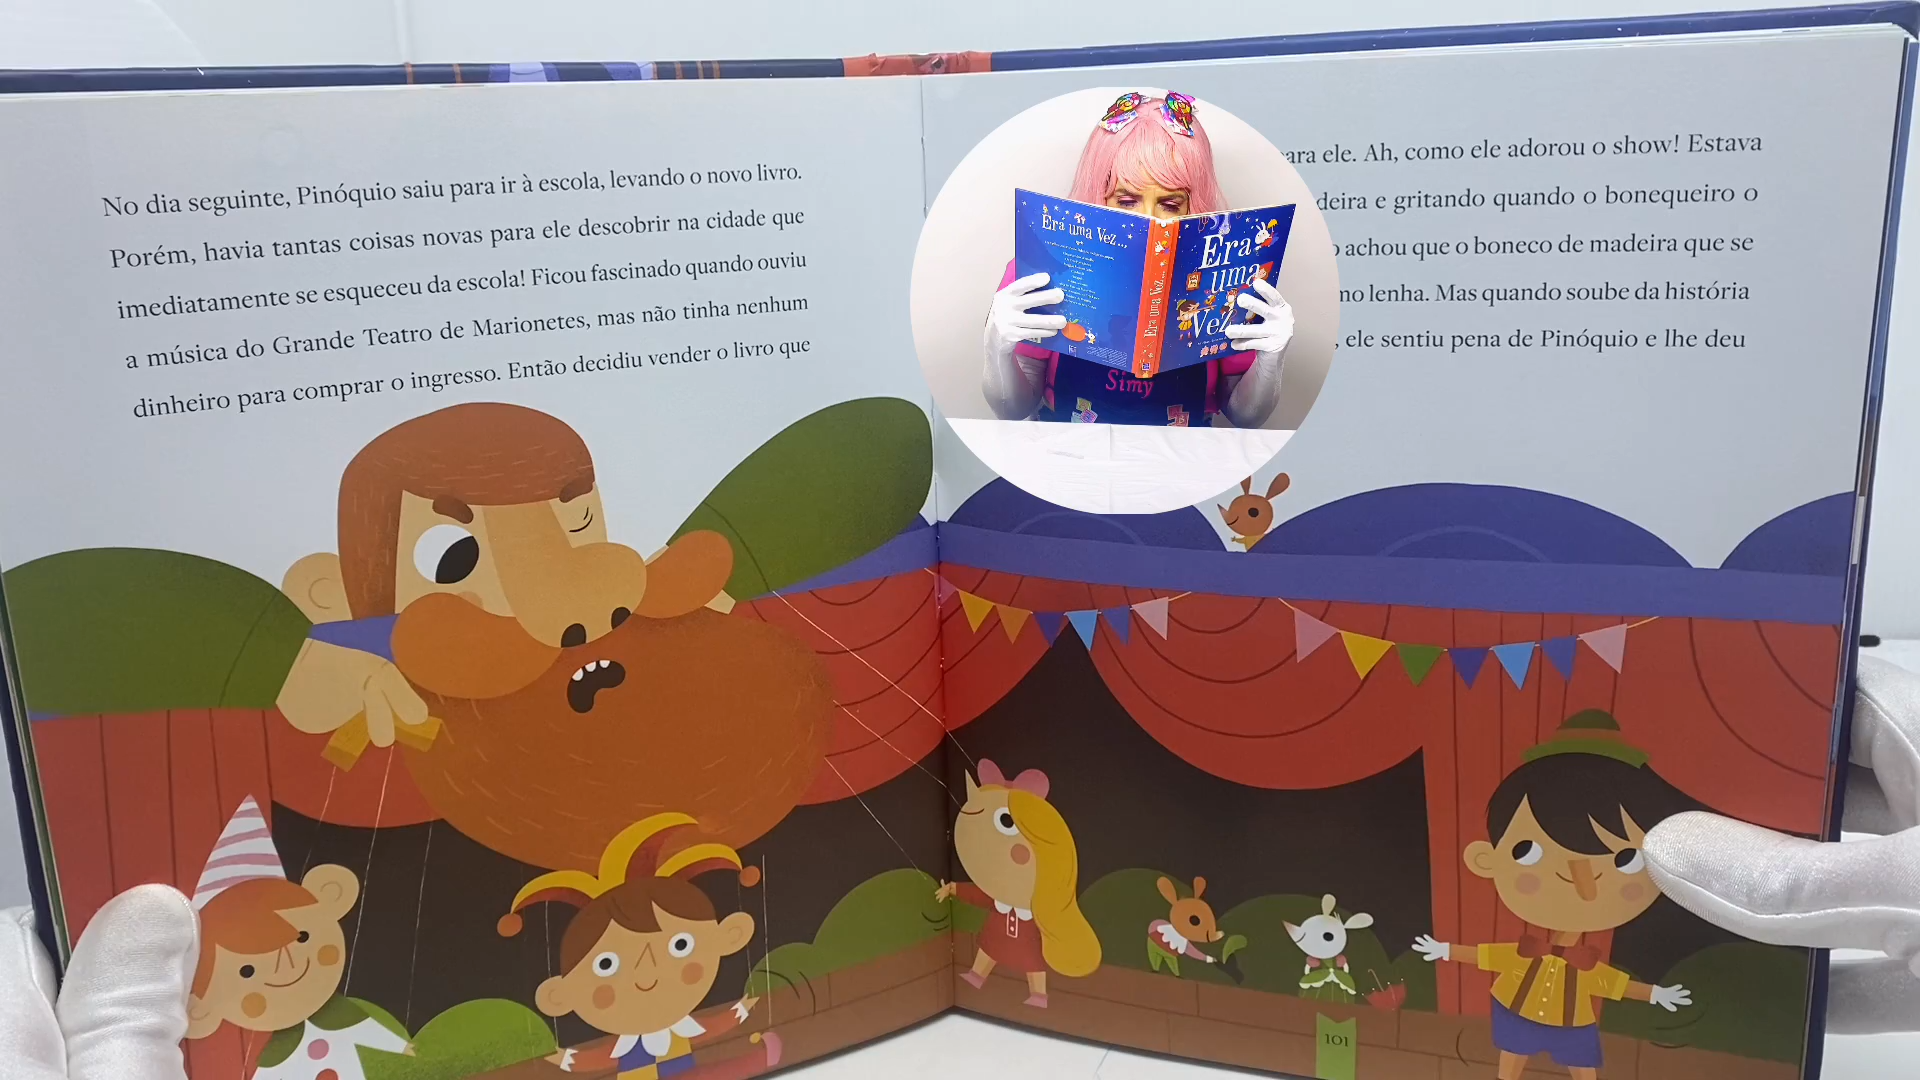 No dia seguinte, Pinóquio saiu para ir à escola, levando o novo livro.
Porém, havia tantas coisas novas para ele descobrir na cidade que
imediatamente se esqueceu da escola! Ficou fascinado quando ouviu
a música do Grande Teatro de Marionetes, mas não tinha nenhum
dinheiro para comprar o ingresso. Então decidiu vender o livro que
ele. Ah, como ele adorou o show! Estava
e gritando quando o bonequeiro o
achou que o boneco de madeira que se
lenha. Mas quando soube da história
, ele sentiu pena de Pinóquio e lhe deu
101
Era uma Vez...
Era uma Vez...
Era
uma
Vez...
Simy